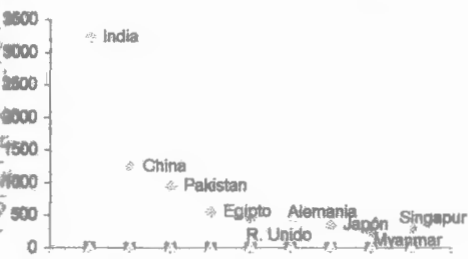 3500
India
3000
2500
2000
1500
China
1000
Pakistan
500
Egipto
Alemania
Singapur
R. Unido
Japón
Myanmar
0